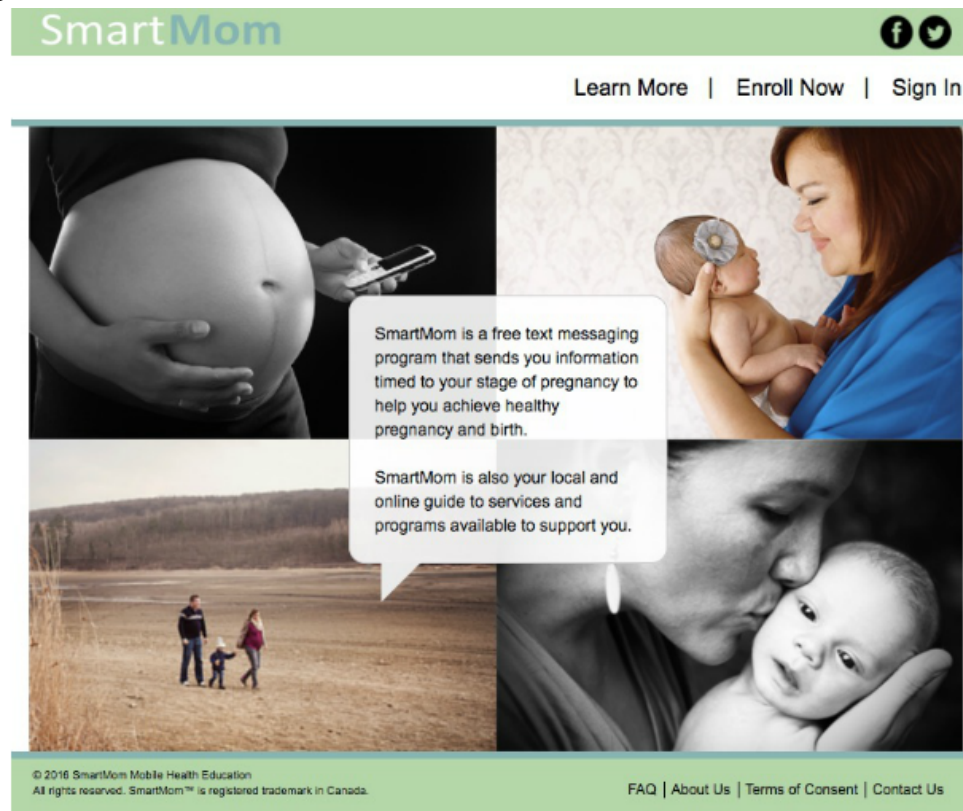 SmartMom
Learn More | Enroll Now | Sign In
SmartMom is a free text messaging
program that sends you information
timed to your stage of pregnancy to
help you achieve healthy
pregnancy and birth.
SmartMom is also your local and
online guide to services and
programs available to support you.
© 2016 SmartMom Mobile Health Education
All rights reserved. SmartMom™ is registered trademark in Canada.
FAQ | About Us | Terms of Consent | Contact Us